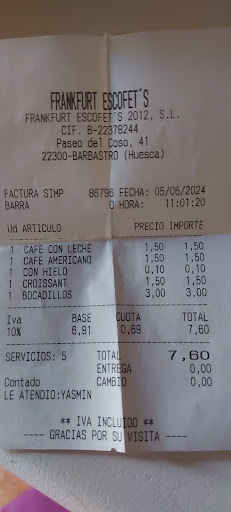 FRANKFURT ESCOFET´S
FRANKFURT ESCOFET´S 2012, S.L.
CIF. B-22378244
Paseo del Coso, 41
22300-BARBASTRO (Huesca)
FACTURA SIMP 86796 FECHA: 05/06/2024
BARRA 0 HORA: 11:01:20
Ud ARTICULO PRECIO IMPORTE
1 CAFE CON LECHE 1,50 1,50
1 CAFE AMERICANO 1,50 1,50
1 CON HIELO 0,10 0,10
1 CROISSANT 1,50 1,50
1 BOCADILLOS 3,00 3,00
Iva BASE CUOTA TOTAL
10% 6,91 0,69 7,60
SERVICIOS: 5 TOTAL 7,60
ENTREGA 0,00
Contado CAMBIO 0,00
LE ATENDIO:YASMIN
** IVA INCLUIDO **
---- GRACIAS POR SU VISITA ----